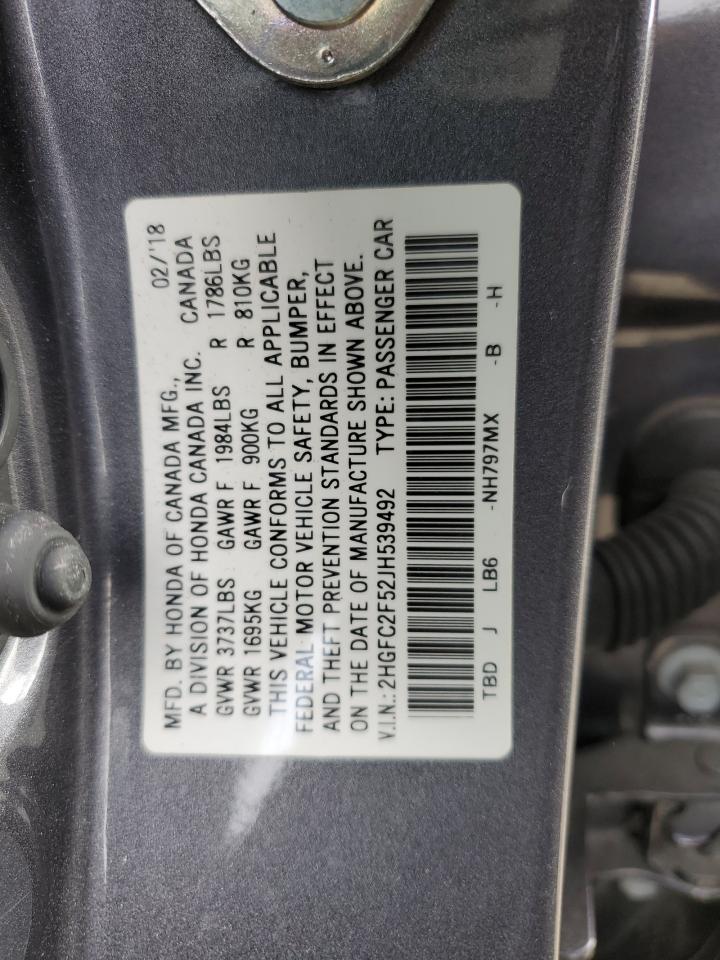 MFD. BY HONDA OF CANADA MFG., 02/'18
A DIVISION OF HONDA CANADA INC. CANADA
GVWR 3737LBS GAWR F 1984LBS R 1786LBS
GVWR 1695KG GAWR F 900KG R 810KG
THIS VEHICLE CONFORMS TO ALL APPLICABLE
FEDERAL MOTOR VEHICLE SAFETY, BUMPER,
AND THEFT PREVENTION STANDARDS IN EFFECT
ON THE DATE OF MANUFACTURE SHOWN ABOVE.
V.I.N.: 2HGFC2F52JH539492 TYPE: PASSENGER CAR
TBD J LB6 -NH797MX -B -H